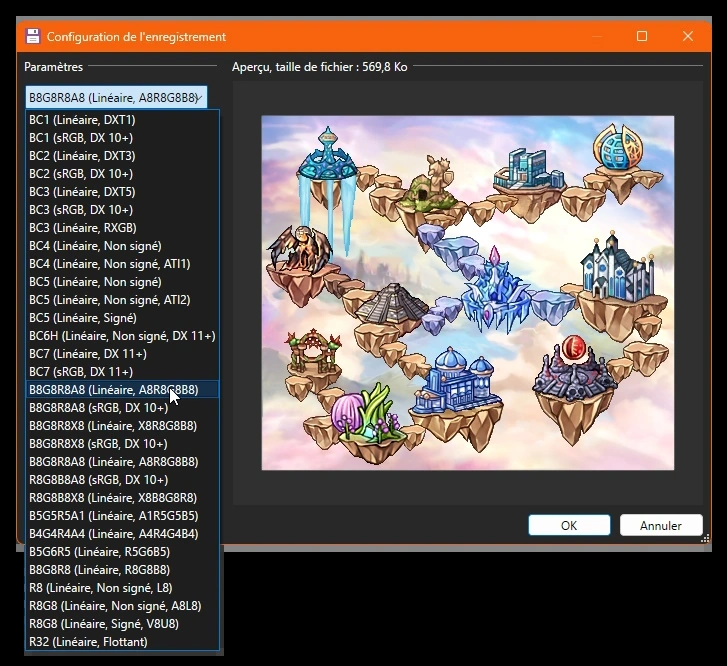 Configuration de l'enregistrement
Paramètres
Aperçu, taille de fichier : 569,8 Ko
B8G8R8A8 (Linéaire, A8R8G8B8)
BC1 (Linéaire, DXT1)
BC1 (sRGB, DX 10+)
BC2 (Linéaire, DXT3)
BC2 (sRGB, DX 10+)
BC3 (Linéaire, DXT5)
BC3 (sRGB, DX 10+)
BC3 (Linéaire, RXGB)
BC4 (Linéaire, Non signé)
BC4 (Linéaire, Non signé, ATI1)
BC5 (Linéaire, Non signé)
BC5 (Linéaire, Non signé, ATI2)
BC5 (Linéaire, Signé)
BC6H (Linéaire, Non signé, DX 11+)
BC7 (Linéaire, DX 11+)
BC7 (sRGB, DX 11+)
B8G8R8A8 (Linéaire, A8R8G8B8)
B8G8R8A8 (sRGB, DX 10+)
B8G8R8X8 (Linéaire, X8R8G8B8)
B8G8R8X8 (sRGB, DX 10+)
B8G8R8A8 (Linéaire, A8R8G8B8)
R8G8B8A8 (sRGB, DX 10+)
R8G8B8X8 (Linéaire, X8B8G8R8)
B5G5R5A1 (Linéaire, A1R5G5B5)
B4G4R4A4 (Linéaire, A4R4G4B4)
B5G6R5 (Linéaire, R5G6B5)
B8G8R8 (Linéaire, R8G8B8)
R8 (Linéaire, Non signé, L8)
R8G8 (Linéaire, Non signé, A8L8)
R8G8 (Linéaire, Signé, V8U8)
R32 (Linéaire, Flottant)
OK
Annuler